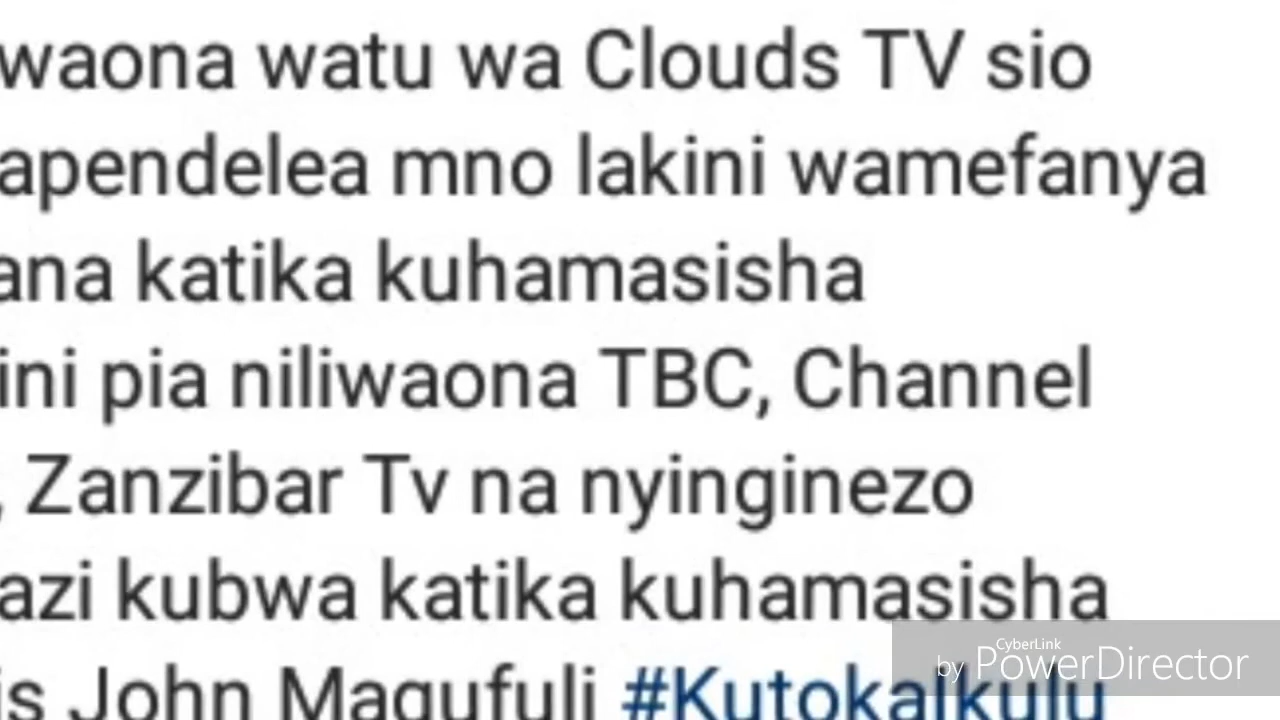 waona watu wa Clouds TV sio
apendelea mno lakini wamefanya
ana katika kuhamasisha
ini pia niliwaona TBC, Channel
, Zanzibar Tv na nyinginezo
azi kubwa katika kuhamasisha
is John Magufuli #KutokaIkulu
CyberLink
by PowerDirector